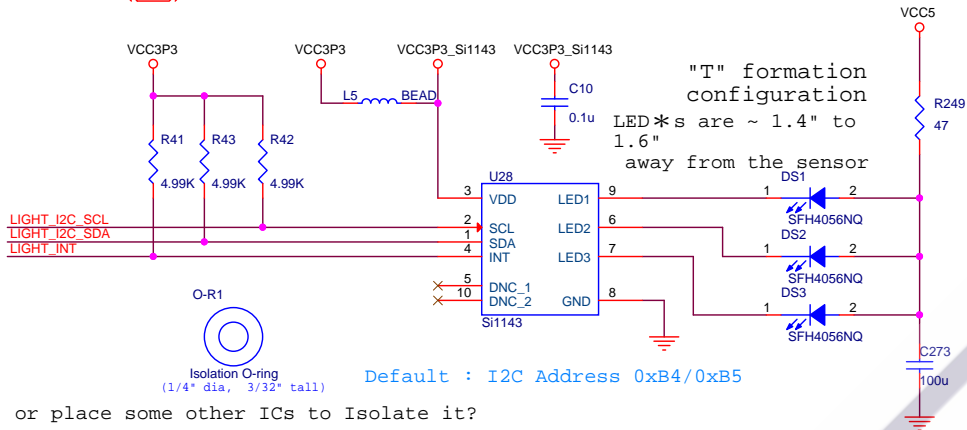 VCC5
VCC3P3
VCC3P3
VCC3P3_Si1143
VCC3P3_Si1143
"T" formation
configuration
LED*s are ~ 1.4" to
1.6"
away from the sensor
L5
BEAD
C10
0.1u
R249
47
R41
R43
R42
4.99K
4.99K
4.99K
U28
3
VDD
LED1
9
2
SCL
LED2
6
1
SDA
4
INT
LED3
7
5
DNC_1
10
DNC_2
GND
8
Si1143
LIGHT_I2C_SCL
LIGHT_I2C_SDA
LIGHT_INT
DS1
1
2
SFH4056NQ
DS2
1
2
SFH4056NQ
DS3
1
2
SFH4056NQ
C273
100u
O-R1
Isolation O-ring
(1/4" dia, 3/32" tall)
Default : I2C Address 0xB4/0xB5
or place some other ICs to Isolate it?